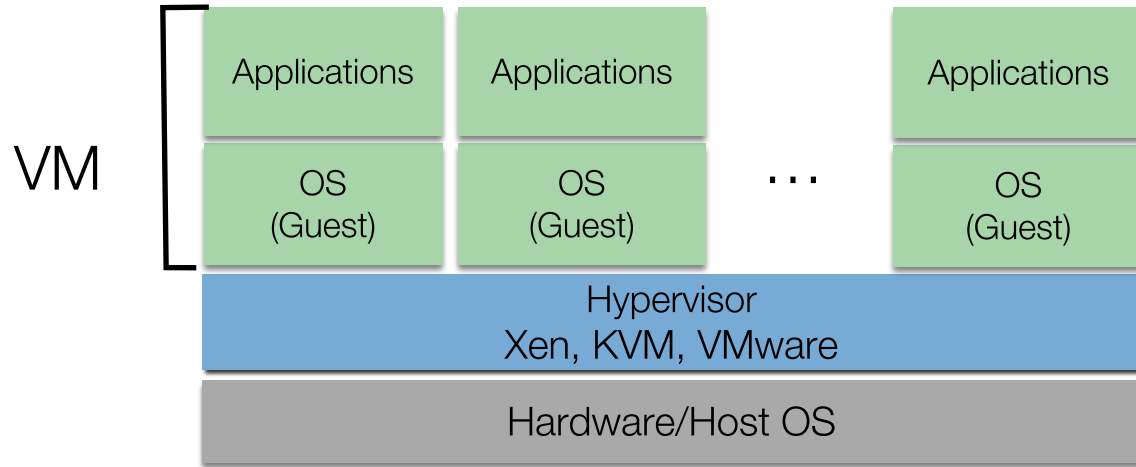 VM
Applications
Applications
Applications
OS
(Guest)
OS
(Guest)
...
OS
(Guest)
Hypervisor
Xen, KVM, VMware
Hardware/Host OS